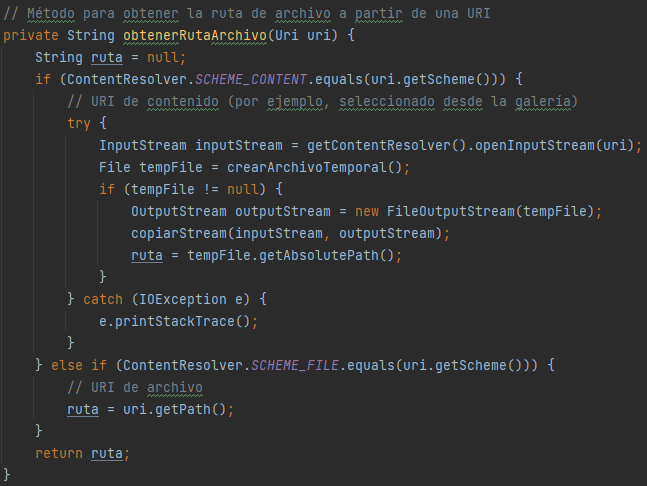 // Método para obtener la ruta de archivo a partir de una URI
private String obtenerRutaArchivo(Uri uri) {
    String ruta = null;
    if (ContentResolver.SCHEME_CONTENT.equals(uri.getScheme())) {
        // URI de contenido (por ejemplo, seleccionado desde la galería)
        try {
            InputStream inputStream = getContentResolver().openInputStream(uri);
            File tempFile = crearArchivoTemporal();
            if (tempFile != null) {
                OutputStream outputStream = new FileOutputStream(tempFile);
                copiarStream(inputStream, outputStream);
                ruta = tempFile.getAbsolutePath();
            }
        } catch (IOException e) {
            e.printStackTrace();
        }
    } else if (ContentResolver.SCHEME_FILE.equals(uri.getScheme())) {
        // URI de archivo
        ruta = uri.getPath();
    }
    return ruta;
}